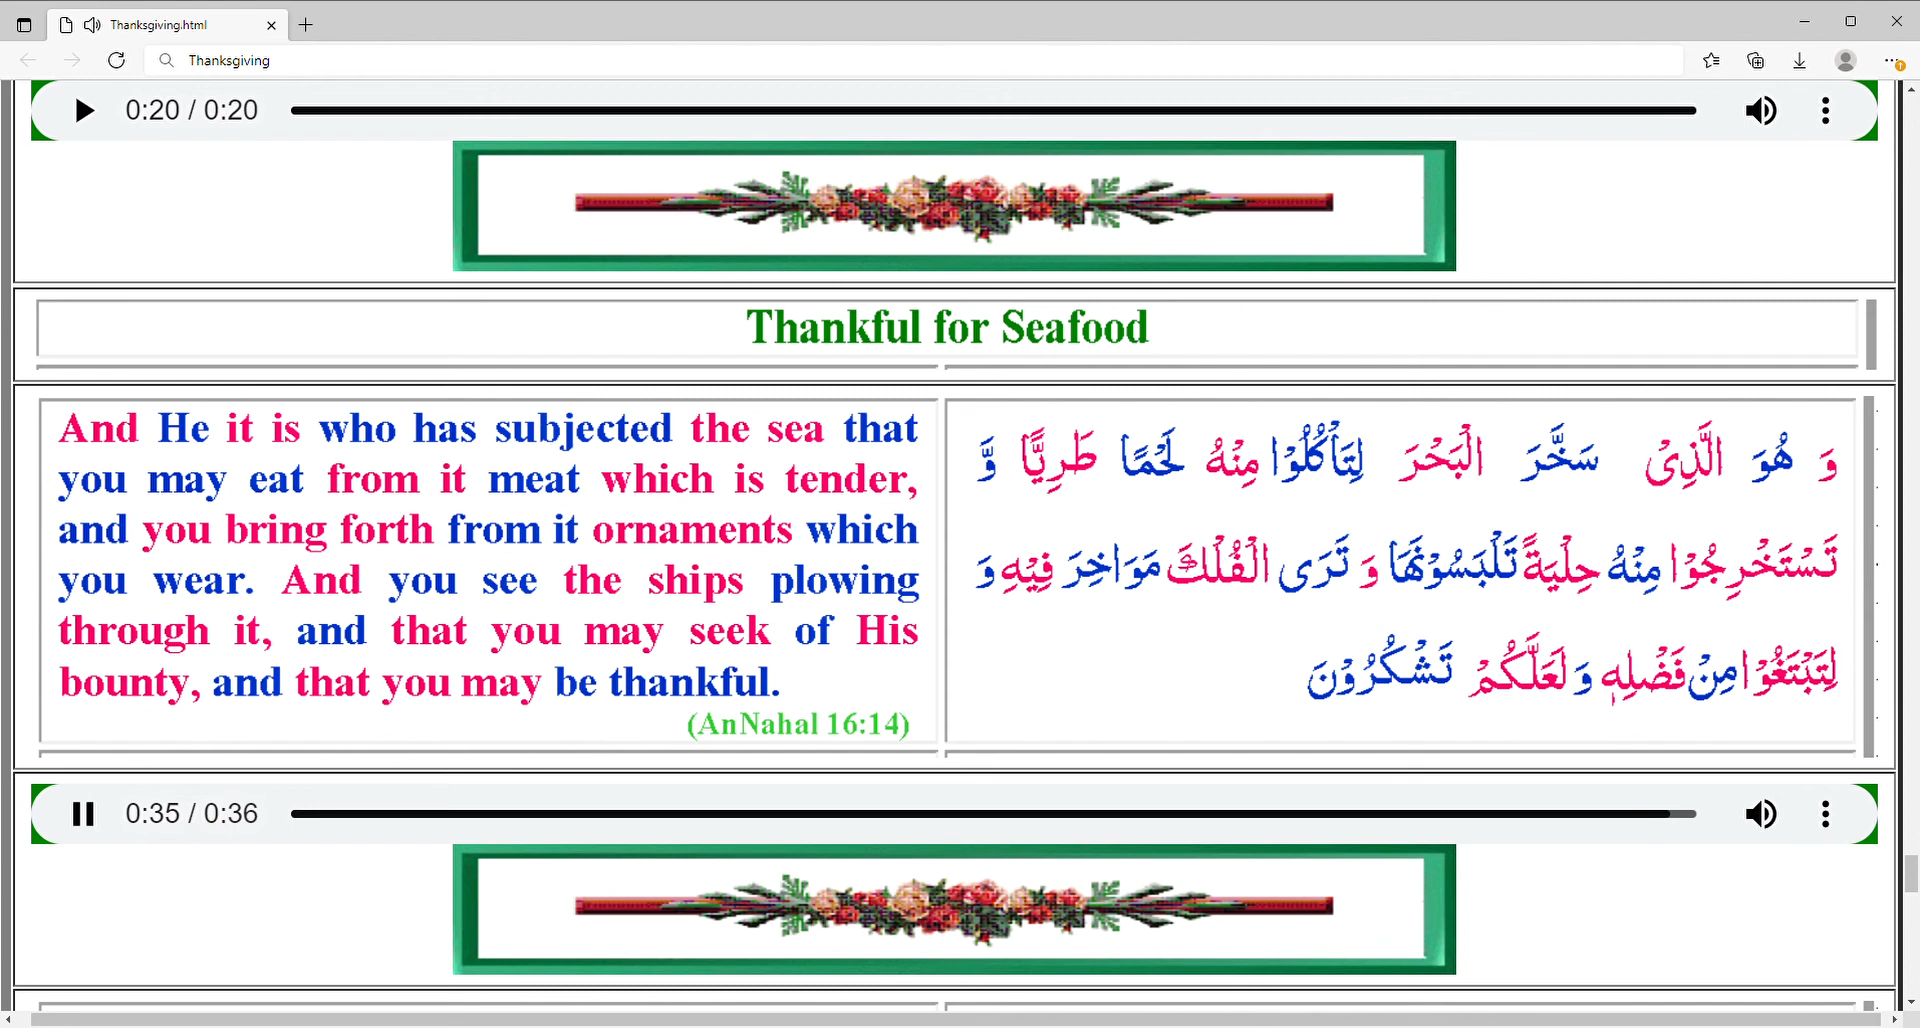 Thanksgiving.html
Thanksgiving
0:20 / 0:20
Thankful for Seafood
And He it is who has subjected the sea that
you may eat from it meat which is tender,
and you bring forth from it ornaments which
you wear. And you see the ships plowing
through it, and that you may seek of His
bounty, and that you may be thankful.
(AnNahal 16:14)
وَ هُوَ الَّذِیْ سَخَّرَ الْبَحْرَ لِتَاْكُلُوْا مِنْهُ لَحْمًا طَرِیًّا وَّ
تَسْتَخْرِجُوْا مِنْهُ حِلْیَةً تَلْبَسُوْنَهَا وَ تَرَی الْفُلْكَ مَوَاخِرَ فِیْهِ وَ
لِتَبْتَغُوْا مِنْ فَضْلِهٖ وَ لَعَلَّكُمْ تَشْكُرُوْنَ
0:35 / 0:36